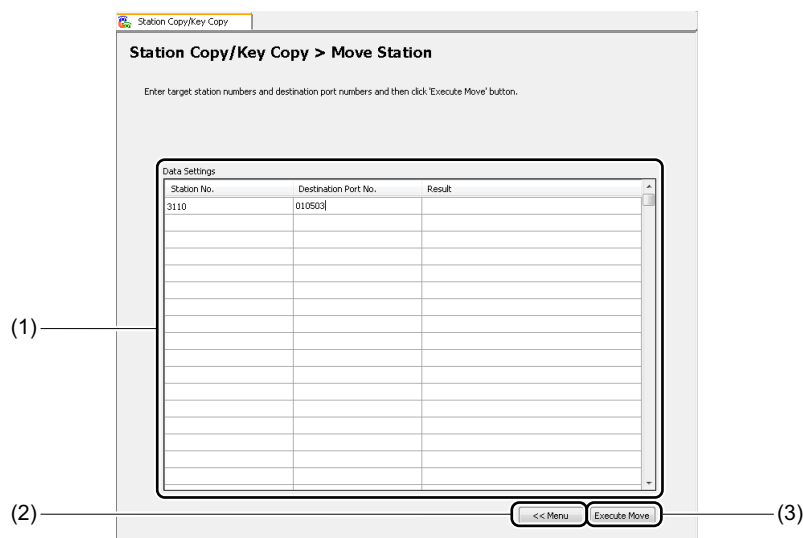 Station Copy/Key Copy
Station Copy/Key Copy > Move Station
Enter target station numbers and destination port numbers and then click 'Execute Move' button.
Data Settings
Station No. Destination Port No. Result
3110 010503
(1)
(2) << Menu Execute Move (3)